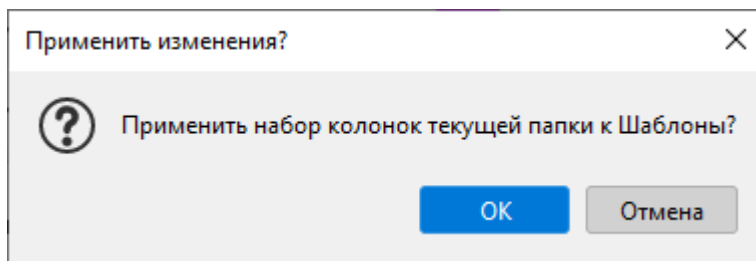 Применить изменения?
Применить набор колонок текущей папки к Шаблоны?
ОК
Отмена